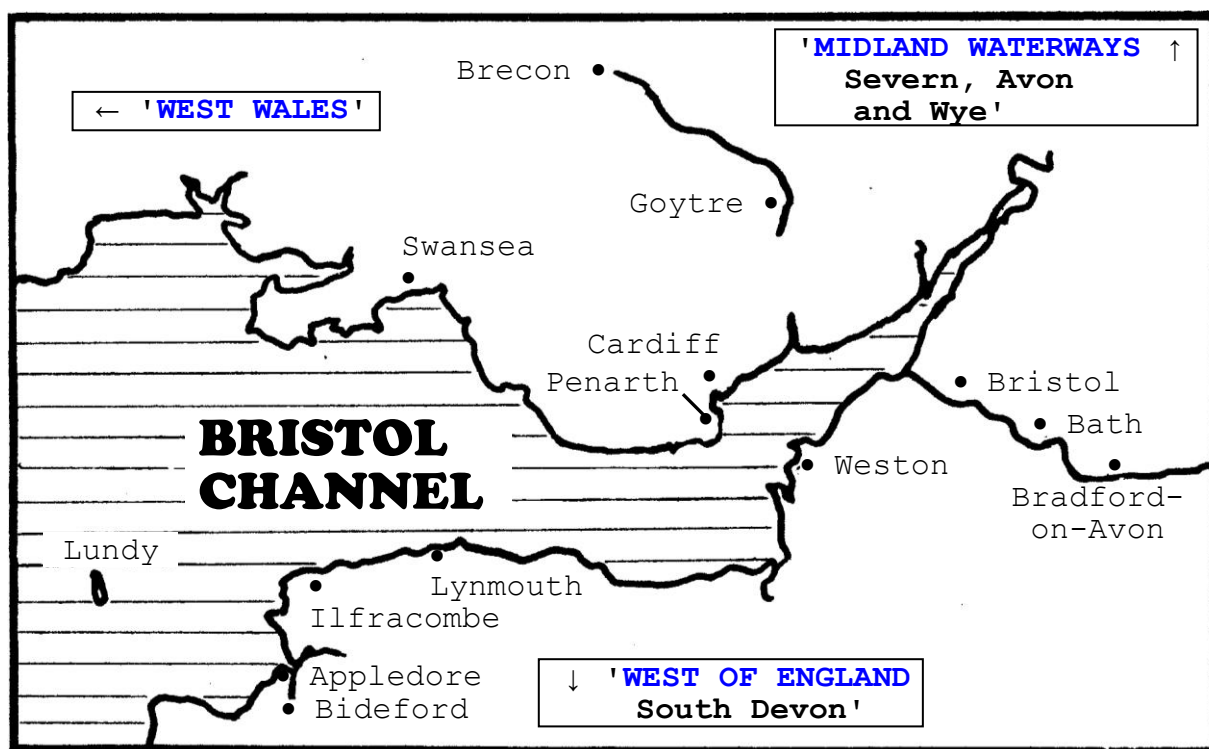 'MIDLAND WATERWAYS ↑
Severn, Avon
and Wye'
Brecon
← 'WEST WALES'
Goytre
Swansea
Cardiff
Penarth
Bristol
Bath
BRISTOL
CHANNEL
Weston
Bradford-
on-Avon
Lundy
Lynmouth
Ilfracombe
Appledore
Bideford
↓ 'WEST OF ENGLAND
South Devon'